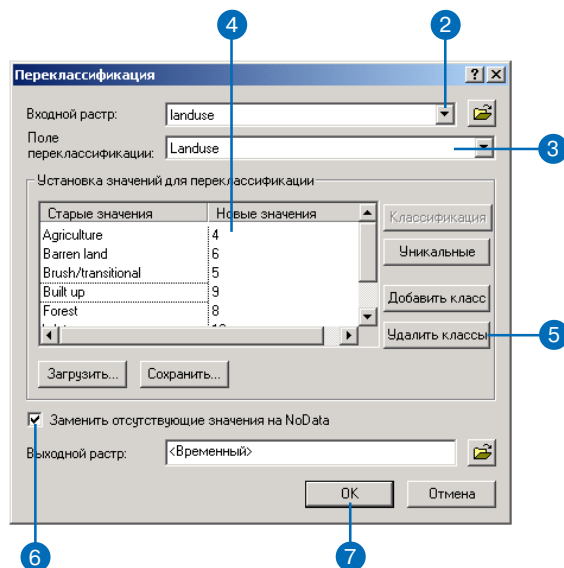 4
2
Переклассификация
Входной растр: landuse
Поле
переклассификации: Landuse
3
Установка значений для переклассификации
Старые значения Новые значения
Классификация
Agriculture 4
Barren land 6
Уникальные
Brush/transitional 5
Built up 9
Добавить класс
Forest 8
Удалить классы
5
Загрузить... Сохранить...
Заменить отсутствующие значения на NoData
Выходной растр: <Временный>
OK Отмена
6
7